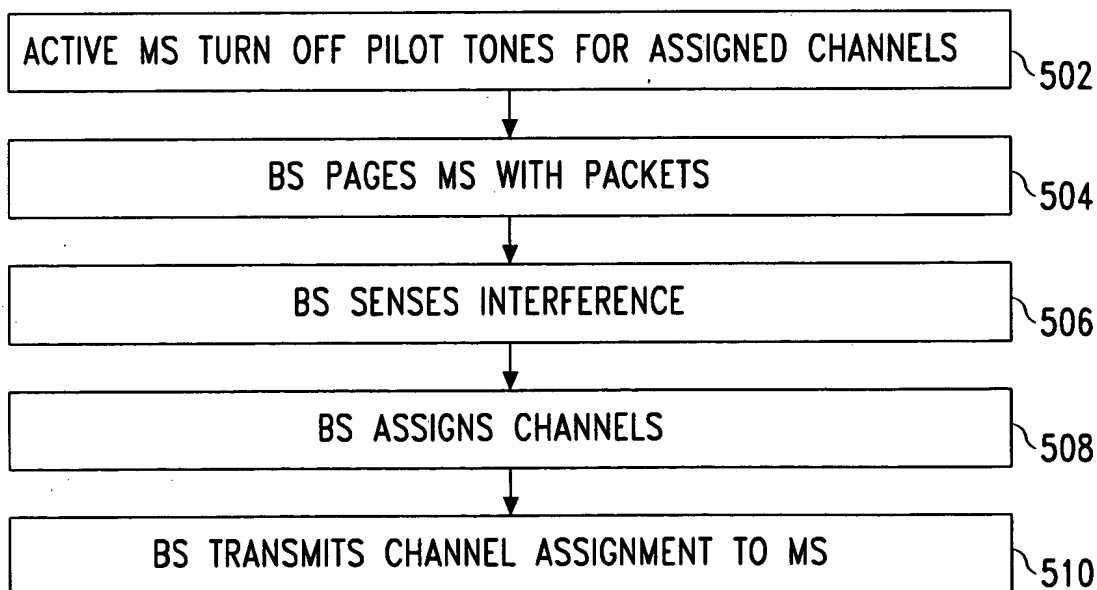 ACTIVE MS TURN OFF PILOT TONES FOR ASSIGNED CHANNELS
502
BS PAGES MS WITH PACKETS
504
BS SENSES INTERFERENCE
506
BS ASSIGNS CHANNELS
508
BS TRANSMITS CHANNEL ASSIGNMENT TO MS
510